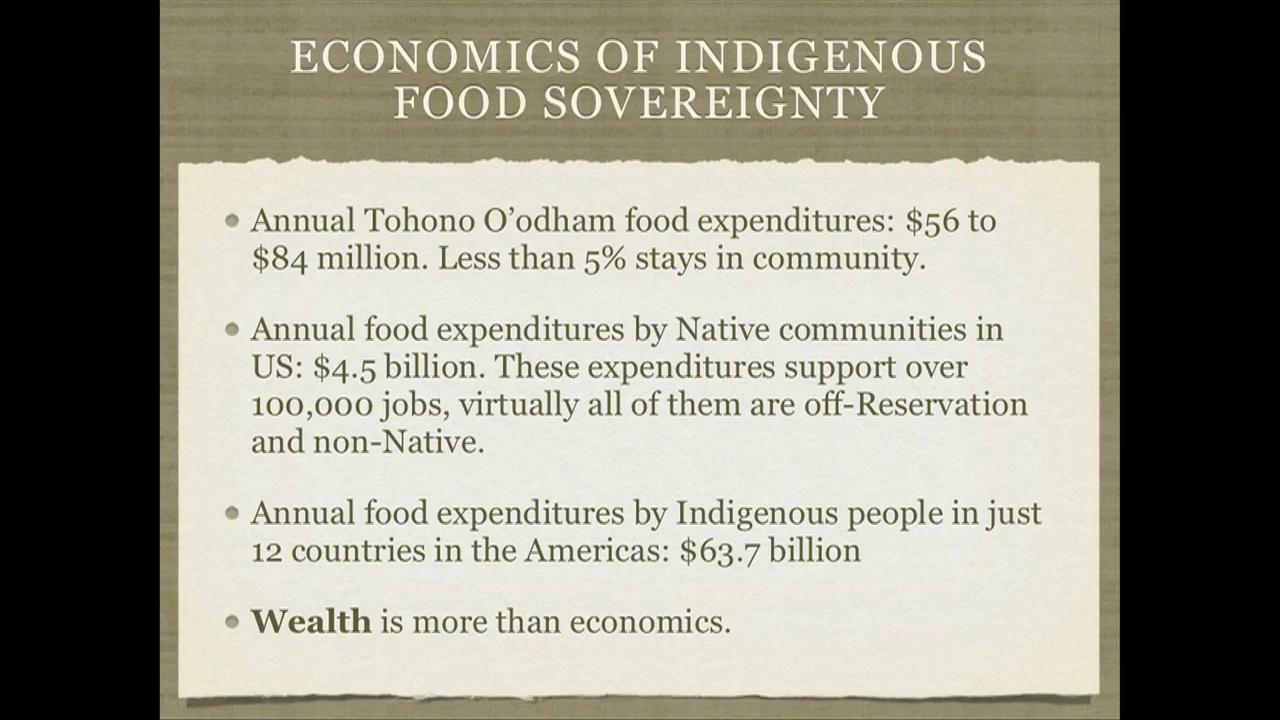 ECONOMICS OF INDIGENOUS
FOOD SOVEREIGNTY
• Annual Tohono O’odham food expenditures: $56 to
$84 million. Less than 5% stays in community.
• Annual food expenditures by Native communities in
US: $4.5 billion. These expenditures support over
100,000 jobs, virtually all of them are off-Reservation
and non-Native.
• Annual food expenditures by Indigenous people in just
12 countries in the Americas: $63.7 billion
• Wealth is more than economics.